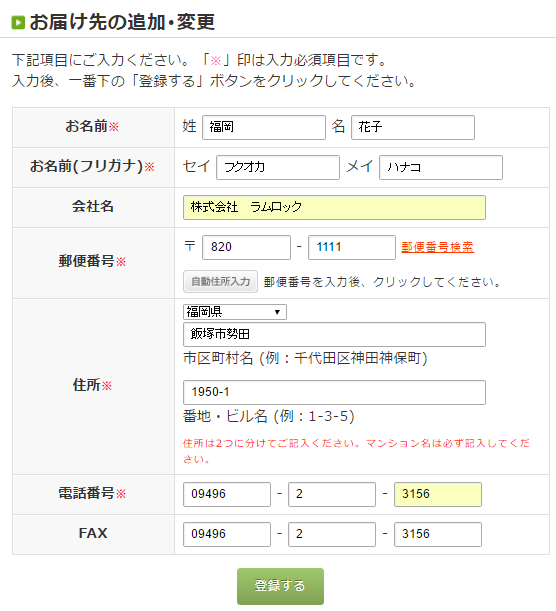 お届け先の追加･変更
下記項目にご入力ください。「※」印は入力必須項目です。
入力後、一番下の「登録する」ボタンをクリックしてください。
お名前※ 姓 福岡 名 花子
お名前(フリガナ)※ セイ フクオカ メイ ハナコ
会社名 株式会社　ラムロック
郵便番号※ 〒 820 - 1111 郵便番号検索
自動住所入力 郵便番号を入力後、クリックしてください。
住所※ 福岡県
飯塚市勢田
市区町村名 (例：千代田区神田神保町)
1950-1
番地・ビル名 (例：1-3-5)
住所は2つに分けてご記入ください。マンション名は必ず記入してくだ
さい。
電話番号※ 09496 - 2 - 3156
FAX 09496 - 2 - 3156
登録する